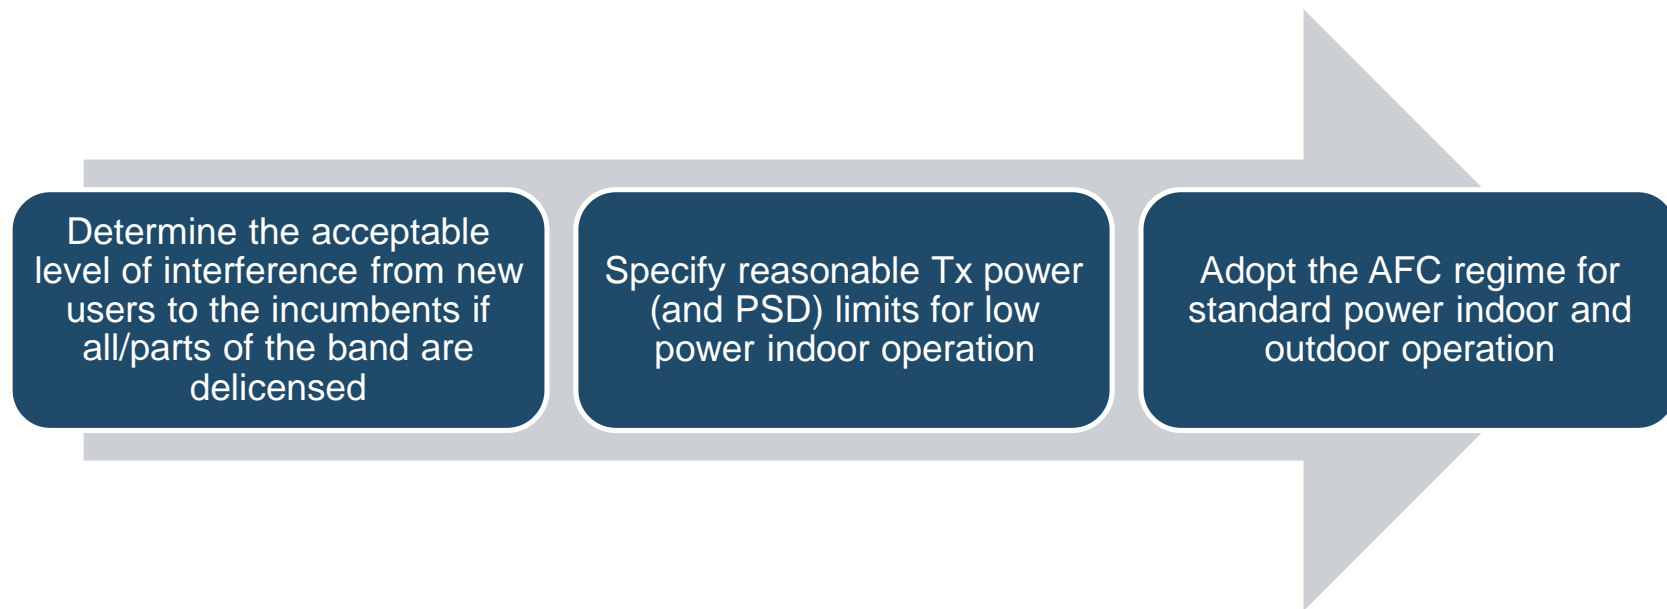 Determine the acceptable
level of interference from new
users to the incumbents if
all/parts of the band are
delicensed
Specify reasonable Tx power
(and PSD) limits for low
power indoor operation
Adopt the AFC regime for
standard power indoor and
outdoor operation